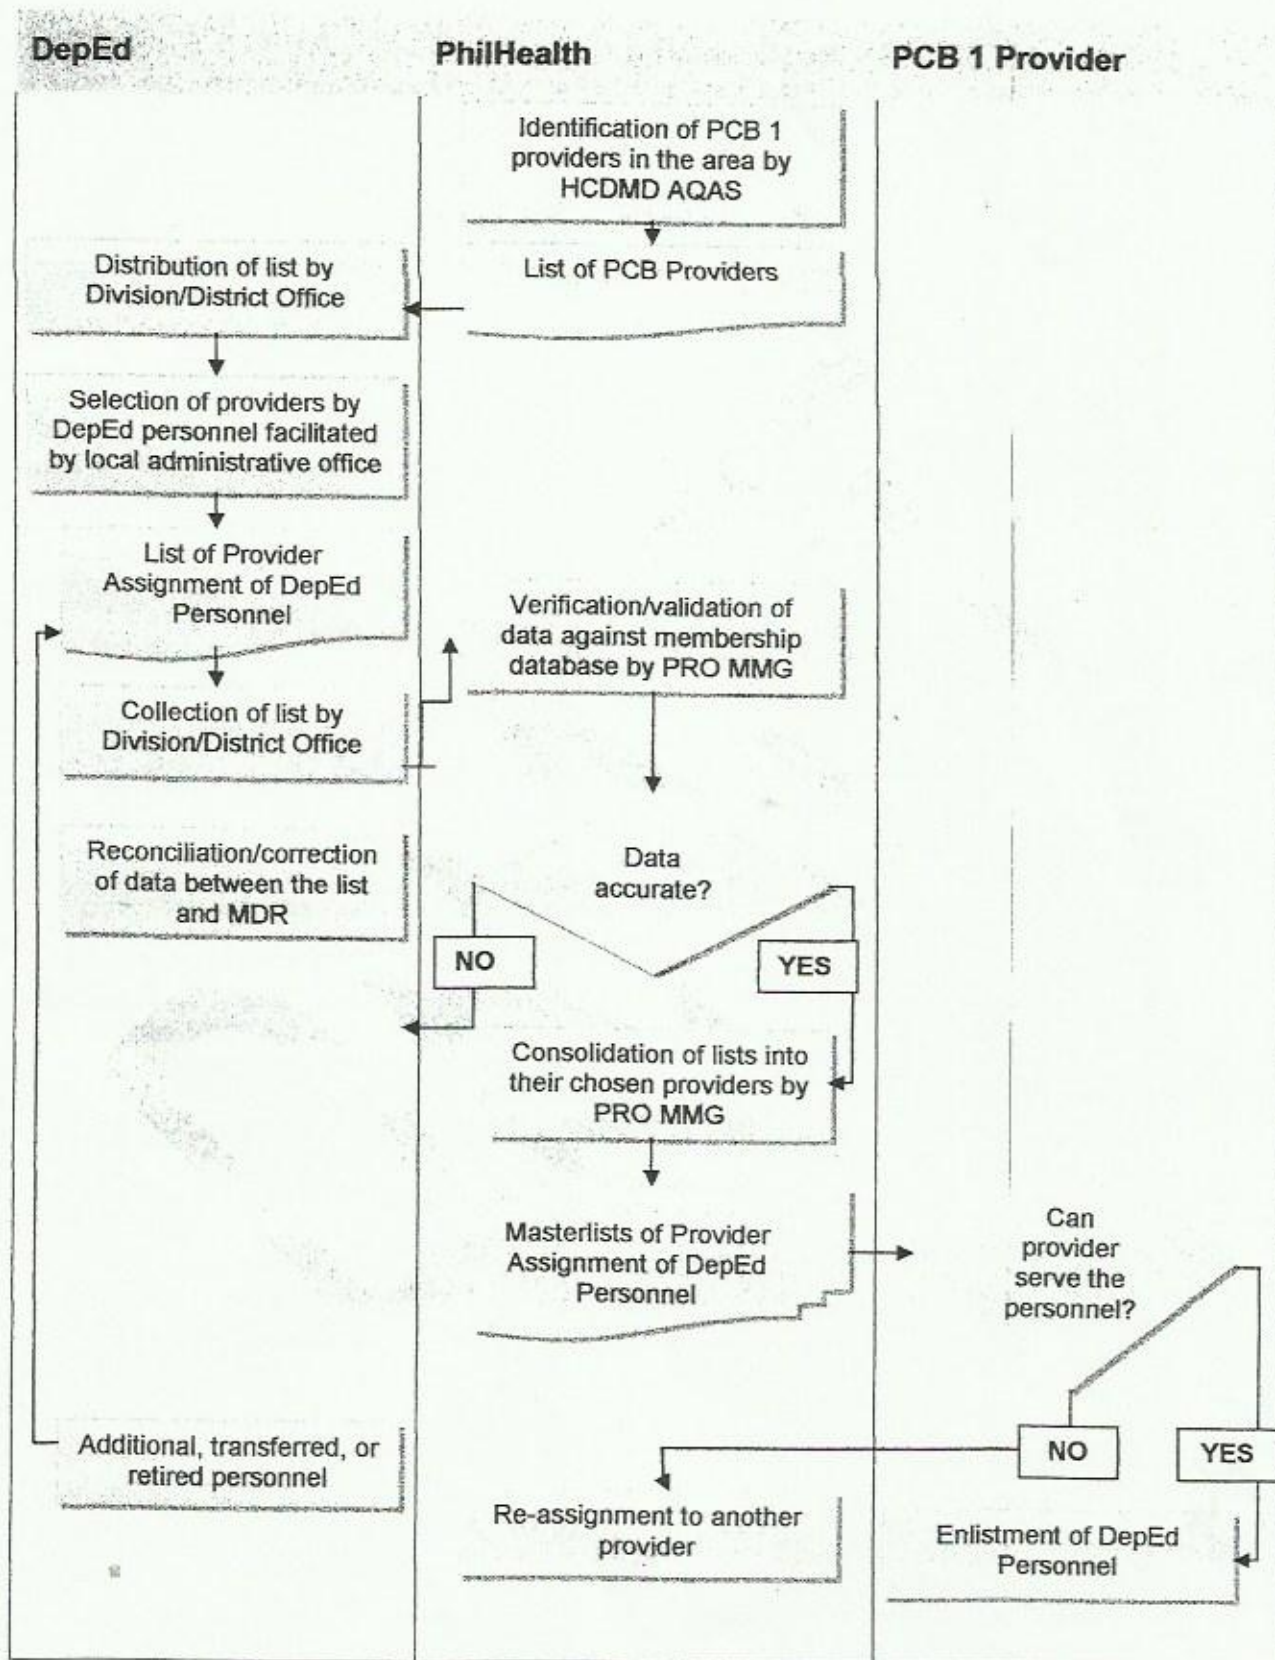 DepEd
PhilHealth
PCB 1 Provider
Identification of PCB 1
providers in the area by
HCDMD AQAS
List of PCB Providers
Distribution of list by
Division/District Office
Selection of providers by
DepEd personnel facilitated
by local administrative office
List of Provider
Assignment of DepEd
Personnel
Verification/validation of
data against membership
database by PRO MMG
Collection of list by
Division/District Office
Reconciliation/correction
of data between the list
and MDR
Data
accurate?
NO
YES
Consolidation of lists into
their chosen providers by
PRO MMG
Masterlists of Provider
Assignment of DepEd
Personnel
Can
provider
serve the
personnel?
NO
YES
Additional, transferred, or
retired personnel
Re-assignment to another
provider
Enlistment of DepEd
Personnel